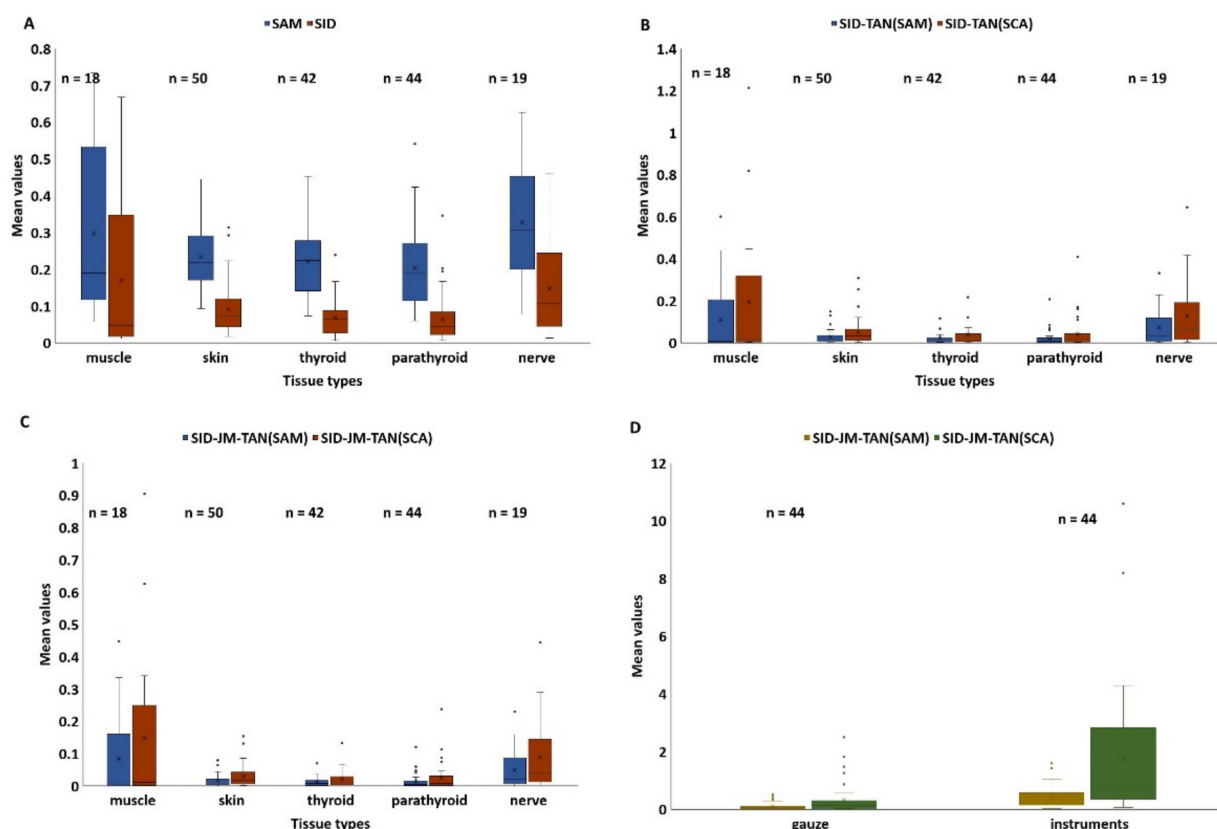 A
SAM SID
Mean values
0.8
0.7
0.6
0.5
0.4
0.3
0.2
0.1
0
n = 18 n = 50 n = 42 n = 44 n = 19
muscle skin thyroid parathyroid nerve
Tissue types
B
SID-TAN(SAM) SID-TAN(SCA)
Mean values
1.4
1.2
1
0.8
0.6
0.4
0.2
0
n = 18 n = 50 n = 42 n = 44 n = 19
muscle skin thyroid parathyroid nerve
Tissue types
C
SID-JM-TAN(SAM) SID-JM-TAN(SCA)
Mean values
1
0.9
0.8
0.7
0.6
0.5
0.4
0.3
0.2
0.1
0
n = 18 n = 50 n = 42 n = 44 n = 19
muscle skin thyroid parathyroid nerve
Tissue types
D
SID-JM-TAN(SAM) SID-JM-TAN(SCA)
Mean values
12
10
8
6
4
2
0
n = 44 n = 44
gauze instruments